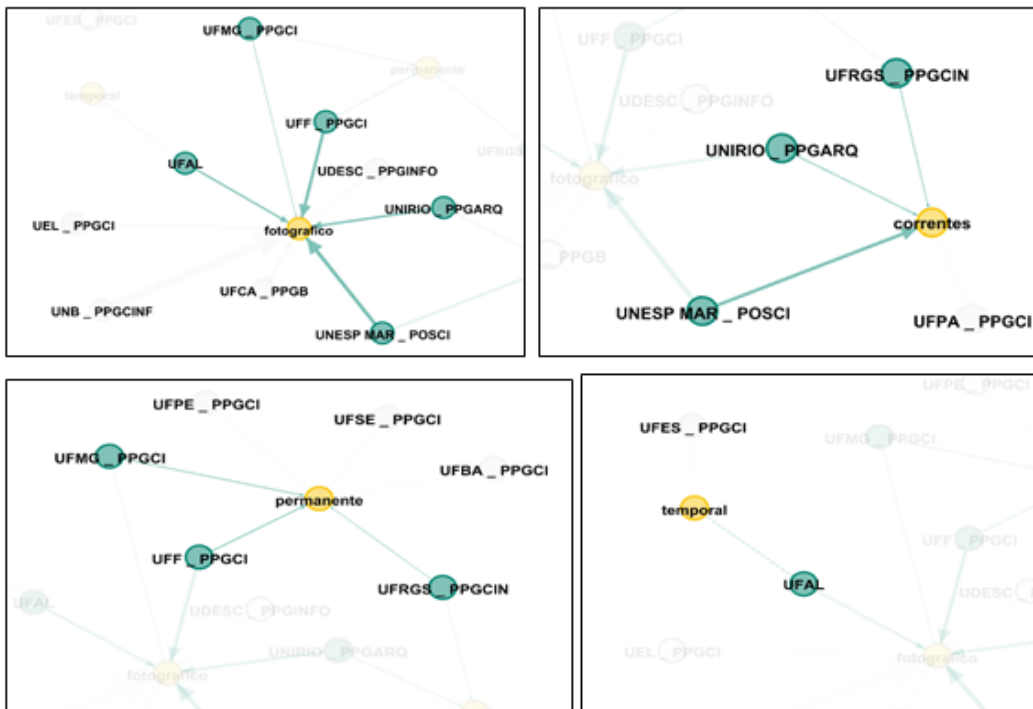 UFES _ PPGCI
UFMG _ PPGCI
permanente
temporal
UFF _ PPGCI
UFRGS
UFAL
UDESC _ PPGINFO
UNIRIO _ PPGARQ
UEL _ PPGCI
fotografico
UFCA _ PPGB
UNB _ PPGCINF
UNESP MAR _ POSCI
UFF _ PPGCI
UFRGS _ PPGCIN
UDESC _ PPGINFO
UNIRIO _ PPGARQ
fotografico
correntes
_ PPGB
UNESP MAR _ POSCI
UFPA _ PPGCI
UFPE _ PPGCI
UFSE _ PPGCI
UFMG _ PPGCI
UFBA _ PPGCI
permanente
UFF _ PPGCI
UFRGS _ PPGCIN
UFAL
UDESC _ PPGINFO
UNIRIO _ PPGARQ
fotografico
UFPE _ PPGCI
UFES _ PPGCI
UFMG _ PPGCI
temporal
UFF _ PPGCI
UFAL
UDESC _ P
UEL _ PPGCI
fotografico